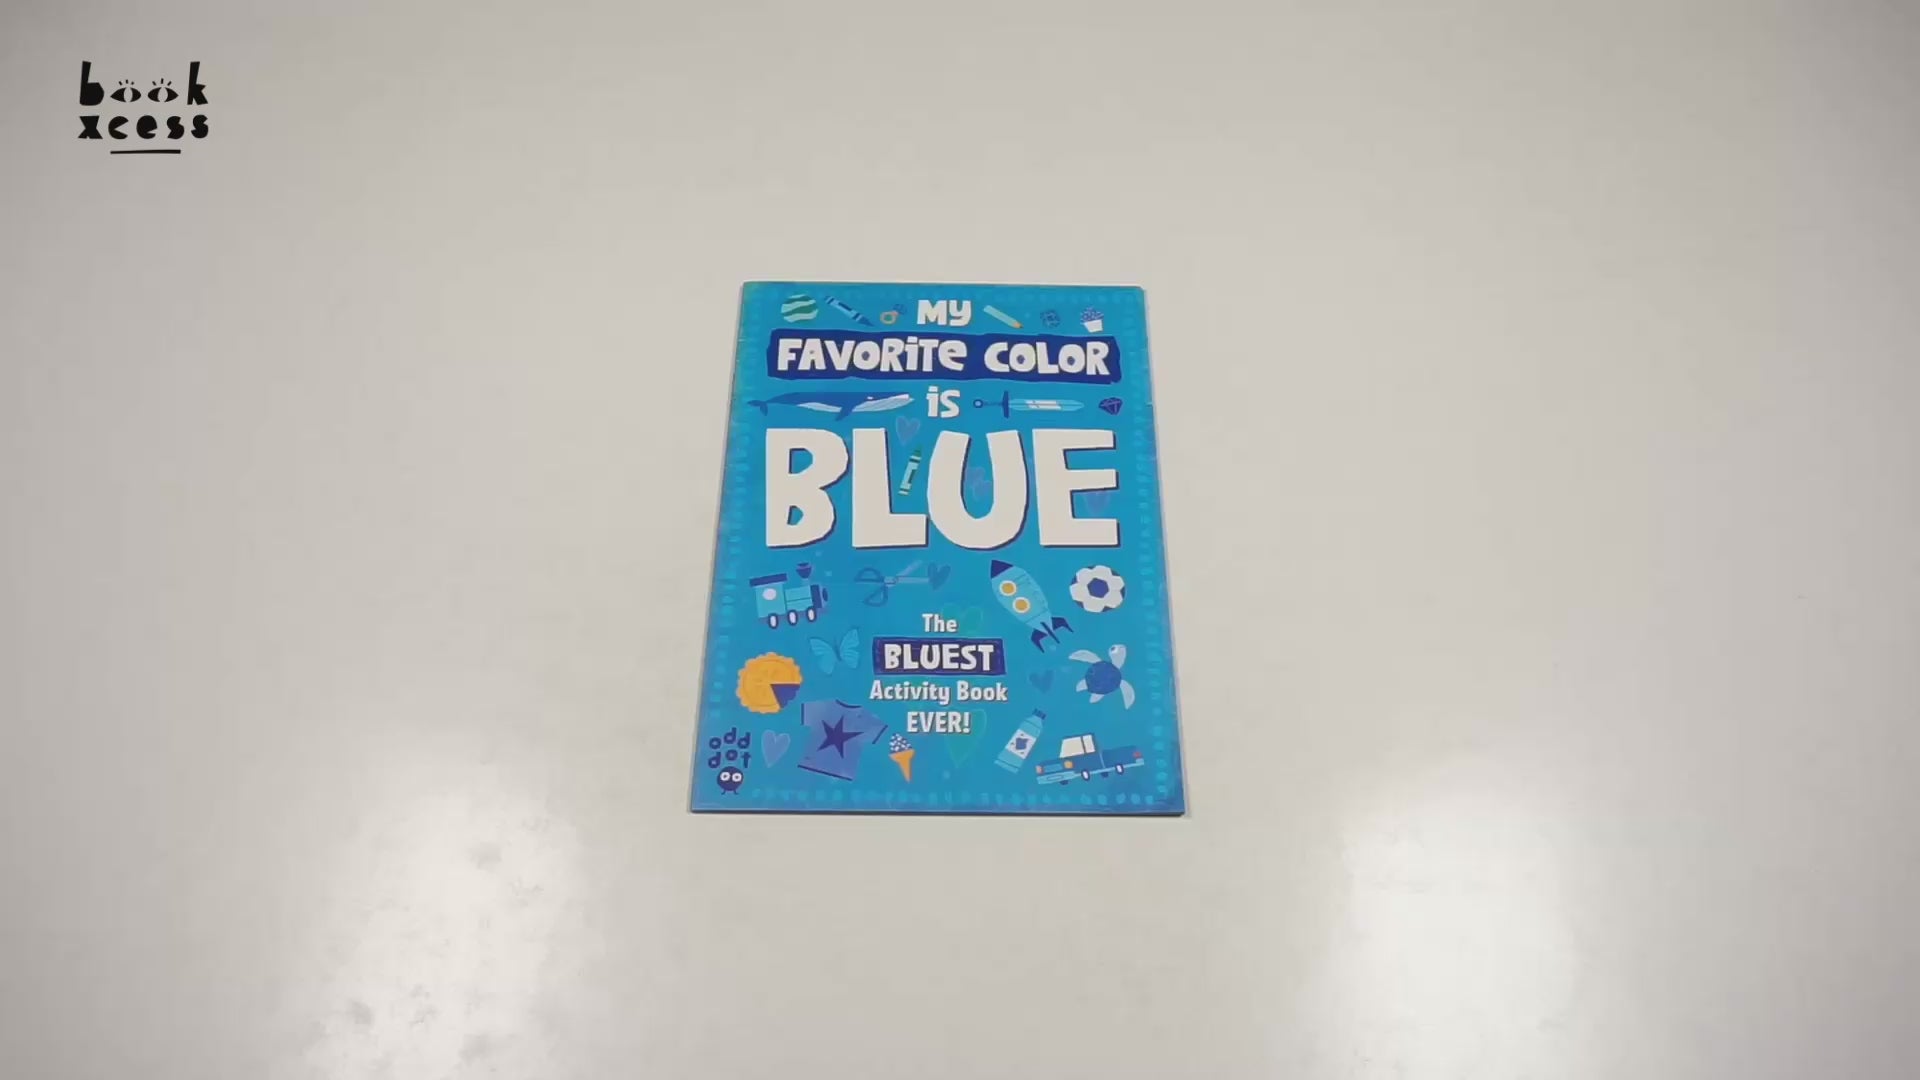 book
xcess
My
FAVORiTe COLOR
is
BLUE
The
BLUEST
Activity Book
EVER!
odd
dot